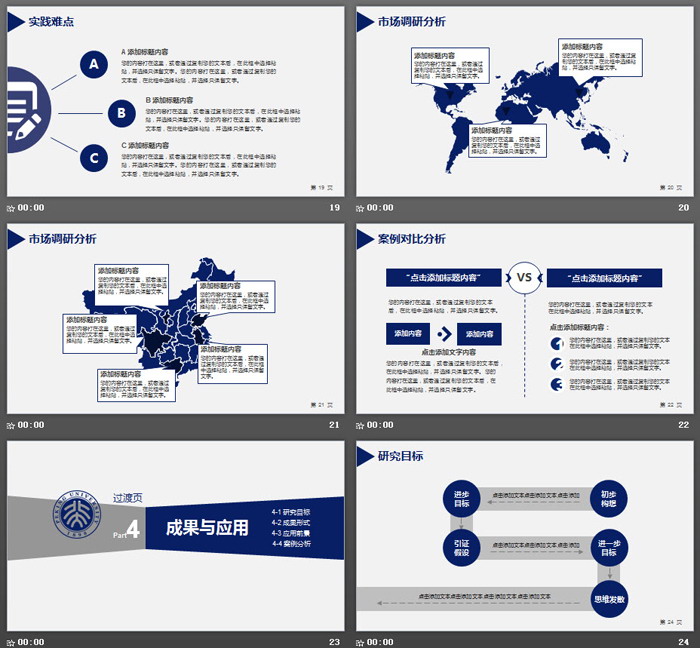 实践难点
A
A 添加标题内容
您的内容打在这里，或者通过复制您的文本后，在此框中选择粘
贴，并选择只保留文字。您的内容打在这里，或者通过复制您的
文本后，在此框中选择粘贴，并选择只保留文字。
B
B 添加标题内容
您的内容打在这里，或者通过复制您的文本后，在此框中选择粘
贴，并选择只保留文字。您的内容打在这里，或者通过复制您的
文本后，在此框中选择粘贴，并选择只保留文字。
C
C 添加标题内容
您的内容打在这里，或者通过复制您的文本后，在此框中选择粘
贴，并选择只保留文字。您的内容打在这里，或者通过复制您的
文本后，在此框中选择粘贴，并选择只保留文字。
第 19 页
00:00
19
市场调研分析
添加标题内容
您的内容打在这里，或者通过
复制您的文本后，在此框中选
择粘贴，并选择只保留文字。
添加标题内容
您的内容打在这里，或者通过
复制您的文本后，在此框中选
择粘贴，并选择只保留文字。
添加标题内容
您的内容打在这里，或者通过
复制您的文本后，在此框中选
择粘贴，并选择只保留文字。
第 20 页
00:00
20
市场调研分析
添加标题内容
您的内容打在这里，或者通过
复制您的文本后，在此框中选
择粘贴，并选择只保留文字。
添加标题内容
您的内容打在这里，或者通过
复制您的文本后，在此框中选
择粘贴，并选择只保留文字。
添加标题内容
您的内容打在这里，或者通过
复制您的文本后，在此框中选
择粘贴，并选择只保留文字。
添加标题内容
您的内容打在这里，或者通过
复制您的文本后，在此框中选
择粘贴，并选择只保留文字。
添加标题内容
您的内容打在这里，或者通过
复制您的文本后，在此框中选
择粘贴，并选择只保留文字。
第 21 页
00:00
21
案例对比分析
“点击添加标题内容”
VS
“点击添加标题内容”
您的内容打在这里，或者通过复制您的文本
后，在此框中选择粘贴，并选择只保留文字。
添加内容
添加内容
点击添加文字内容
您的内容打在这里，或者通过复制您的文本后，
在此框中选择粘贴，并选择只保留文字。您的
内容打在这里，或者通过复制您的文本后，在
此框中选择粘贴，并选择只保留文字。
您的内容打在这里，或者通过复制您的文本
后，在此框中选择粘贴，并选择只保留文字。
点击添加标题内容：
1
您的内容打在这里，或者通过复制您的文本
后，在此框中选择粘贴，并选择只保留文字
2
您的内容打在这里，或者通过复制您的文本
后，在此框中选择粘贴，并选择只保留文字
3
您的内容打在这里，或者通过复制您的文本
后，在此框中选择粘贴，并选择只保留文字
第 22 页
00:00
22
PEKING UNIVERSITY
1898
过渡页
Part4
成果与应用
4-1 研究目标
4-2 成果形式
4-3 应用前景
4-4 案例分析
00:00
23
研究目标
进步
目标
点击添加文本点击添加文本 点击添加
初步
构想
引证
假设
点击添加文本点击添加文本点击添加
进一步
目标
点击添加文本点击添加文本点击添加文本点击添加文本
思维发散
第 24 页
00:00
24